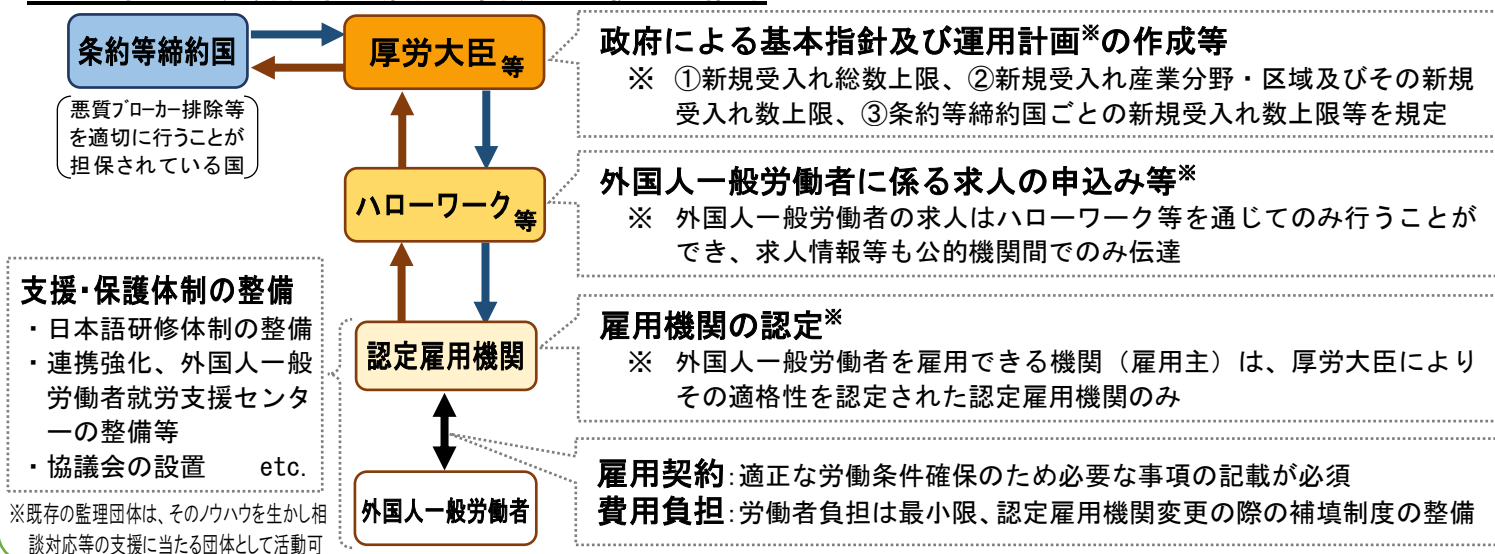 条約等締約国
悪質ブローカー排除等
を適切に行うことが
担保されている国
厚労大臣等
政府による基本指針及び運用計画※の作成等
※ ①新規受入れ総数上限、②新規受入れ産業分野・区域及びその新規
受入れ数上限、③条約等締約国ごとの新規受入れ数上限等を規定
ハローワーク等
外国人一般労働者に係る求人の申込み等※
※ 外国人一般労働者の求人はハローワーク等を通じてのみ行うことが
でき、求人情報等も公的機関間でのみ伝達
支援・保護体制の整備
・日本語研修体制の整備
・連携強化、外国人一般
労働者就労支援センタ
ーの整備等
・協議会の設置 etc.
※既存の監理団体は、そのノウハウを生かし相
談対応等の支援に当たる団体として活動可
認定雇用機関
雇用機関の認定※
※ 外国人一般労働者を雇用できる機関（雇用主）は、厚労大臣により
その適格性を認定された認定雇用機関のみ
外国人一般労働者
雇用契約:適正な労働条件確保のため必要な事項の記載が必須
費用負担:労働者負担は最小限、認定雇用機関変更の際の補填制度の整備